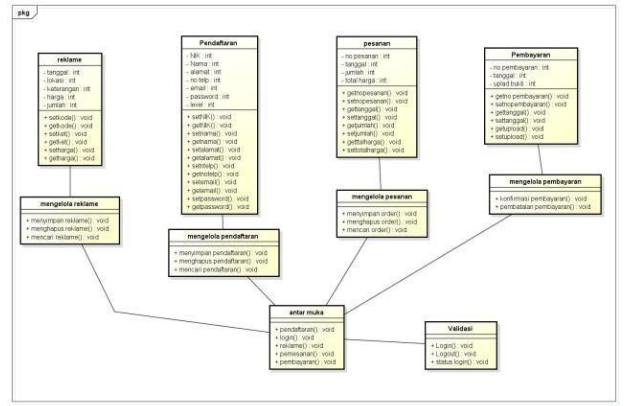 pkg
reklame
- tanggal : int
- lokasi : int
- keterangan : int
- harga : int
- jumlah : int
+ setkode() : void
+ getkode() : void
+ setket() : void
+ getket() : void
+ setharga() : void
+ getharga() : void
Pendaftaran
- NIK : int
- Nama : int
- alamat : int
- no telp : int
- email : int
- password : int
- level : int
+ setNIK() : void
+ getNIK() : void
+ setnama() : void
+ getnama() : void
+ setalamat() : void
+ getalamat() : void
+ setntelp() : void
+ getnotelp() : void
+ setemail() : void
+ getemail() : void
+ setpassword() : void
+ getpassword() : void
pesanan
- no pesanan : int
- tanggal : int
- jumlah : int
- total harga : int
+ getnopesanan() : void
+ setnopesanan() : void
+ gettanggal() : void
+ settanggal() : void
+ getjumlah() : void
+ setjumlah() : void
+ gettalharga() : void
+ settotalharga() : void
Pembayaran
- no pembayaran : int
- tanggal : int
- uplad bukti : int
+ getno pembayaran() : void
+ setnopembayaran() : void
+ gettanggal() : void
+ settanggal() : void
+ getupload() : void
+ setupload() : void
mengelola reklame
+ menyimpan reklame() : void
+ menghapus reklame() : void
+ mencari reklame() : void
mengelola pendaftaran
+ menyimpan pendaftaran() : void
+ menghapus pendaftaran() : void
+ mencari pendaftaran() : void
mengelola pesanan
+ menyimpan order() : void
+ menghapus order() : void
+ mencari order() : void
mengelola pembayaran
+ konfirmasi pembayaran() : void
+ pembatalan pembayaran() : void
antar muka
+ pendaftaran() : void
+ login() : void
+ reklame() : void
+ pemesanan() : void
+ pembayaran() : void
Validasi
+ Login() : void
+ Logout() : void
+ status login() : void